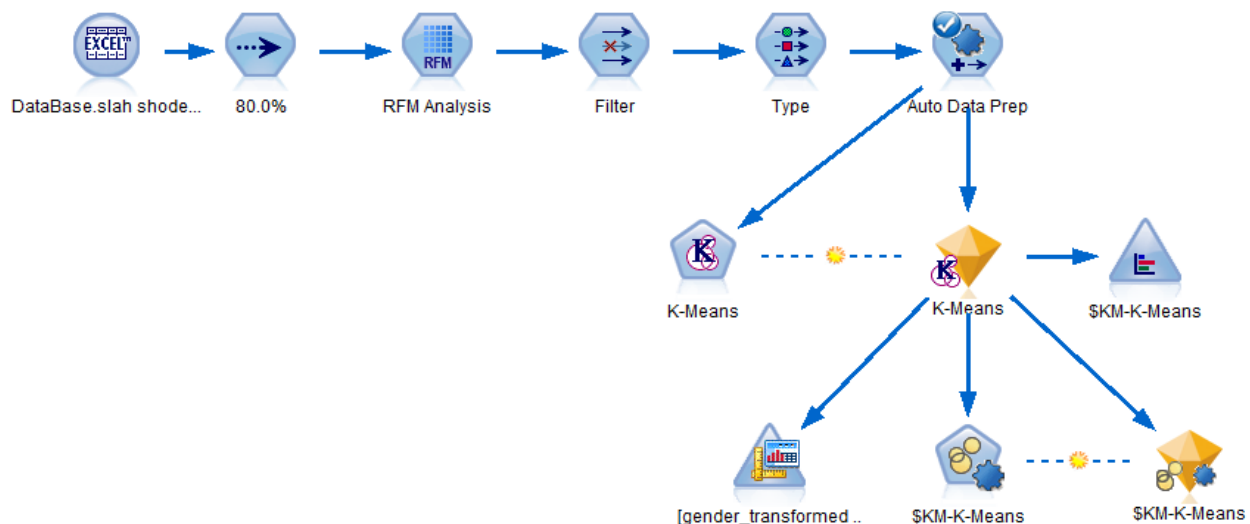 EXCEL™
RFM
DataBase.slah shode...
80.0%
RFM Analysis
Filter
Type
Auto Data Prep
K
K
K-Means
K-Means
$KM-K-Means
[gender_transformed ..
$KM-K-Means
$KM-K-Means